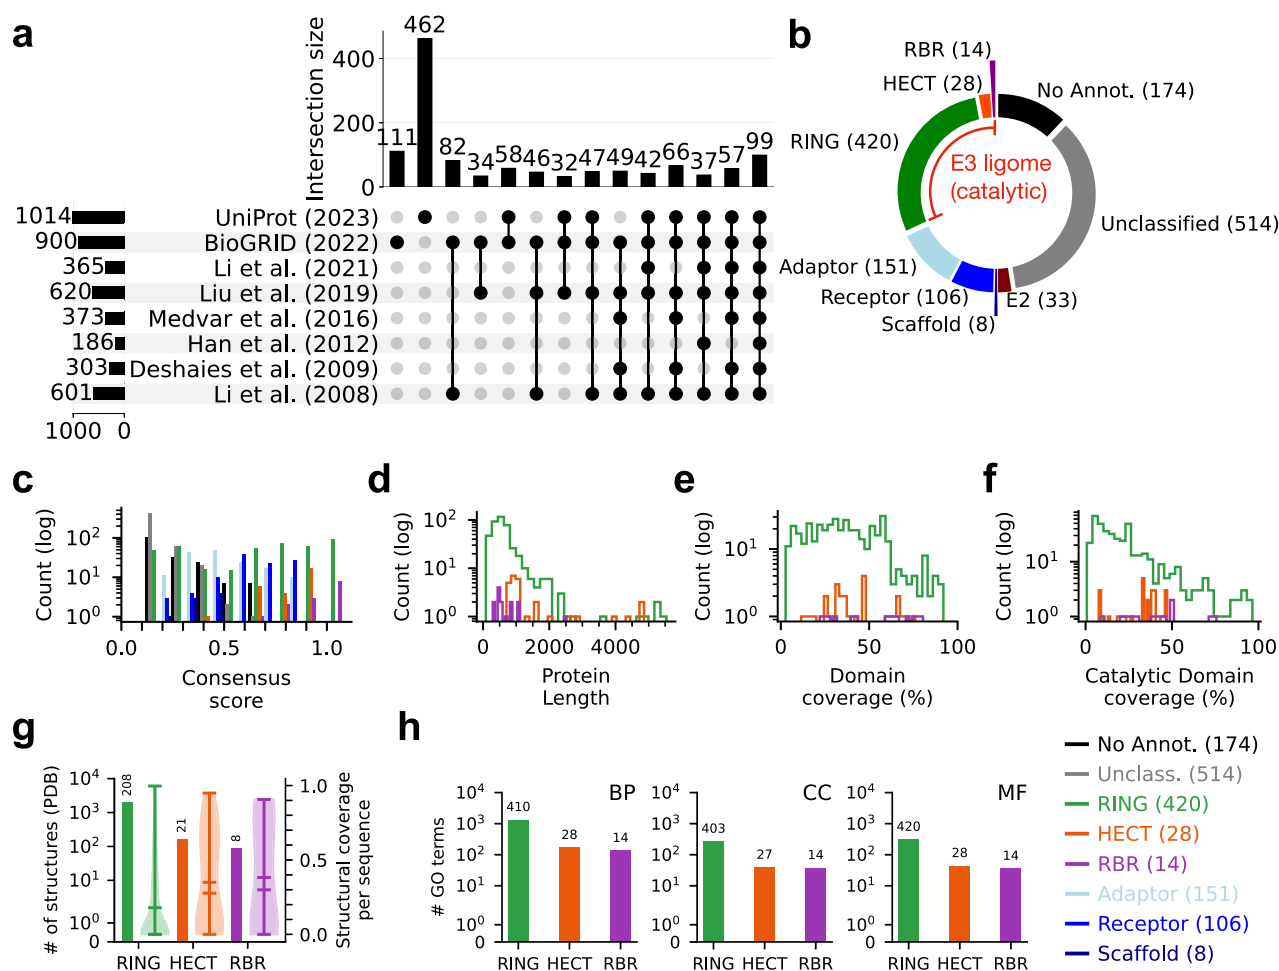 a
Intersection size
400
200
0
111
462
82
34
58
46
32
47
49
42
66
37
57
99
1014
UniProt (2023)
900
BioGRID (2022)
365
Li et al. (2021)
620
Liu et al. (2019)
373
Medvar et al. (2016)
186
Han et al. (2012)
303
Deshaies et al. (2009)
601
Li et al. (2008)
1000 0
b
RBR (14)
HECT (28)
No Annot. (174)
RING (420)
E3 ligome
(catalytic)
Unclassified (514)
Adaptor (151)
Receptor (106)
Scaffold (8)
E2 (33)
c
Count (log)
10²
10¹
10⁰
0.0 0.5 1.0
Consensus
score
d
Count (log)
10²
10¹
10⁰
0 2000 4000
Protein
Length
e
Count (log)
10¹
10⁰
0 50 100
Domain
coverage (%)
f
Count (log)
10¹
10⁰
0 50 100
Catalytic Domain
coverage (%)
g
# of structures (PDB)
10⁴
10³
10²
10¹
10⁰
0
208
21
8
RING HECT RBR
1.0
0.5
0.0
Structural coverage
per sequence
h
# GO terms
BP
10⁴
10³
10²
10¹
10⁰
0
410
28
14
RING HECT RBR
CC
10⁴
10³
10²
10¹
10⁰
0
403
27
14
RING HECT RBR
MF
10⁴
10³
10²
10¹
10⁰
0
420
28
14
RING HECT RBR
No Annot. (174)
Unclass. (514)
RING (420)
HECT (28)
RBR (14)
Adaptor (151)
Receptor (106)
Scaffold (8)